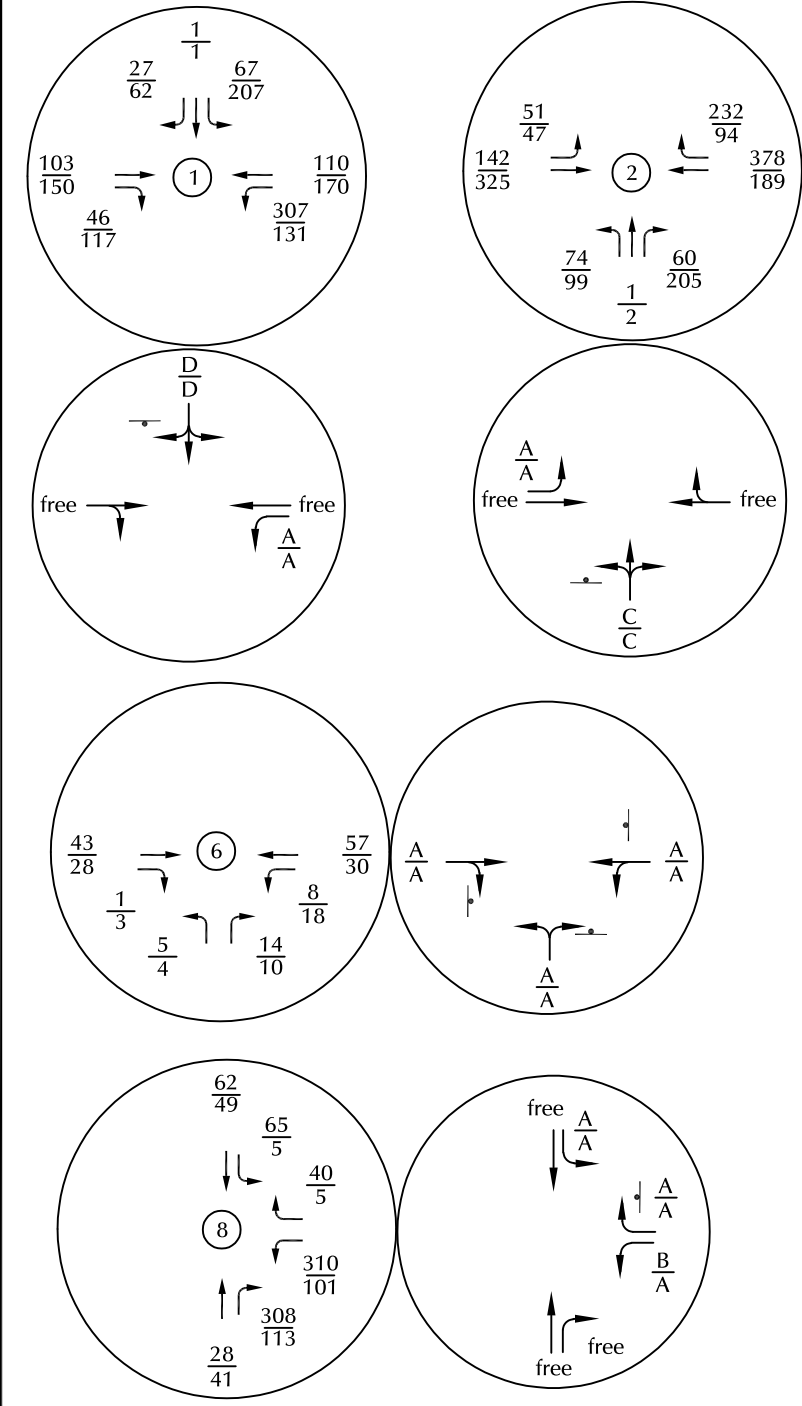 1/1
27/62
67/207
103/150
1
110/170
46/117
307/131
51/47
232/94
142/325
2
378/189
74/99
60/205
1/2
D/D
free
free
A/A
A/A
free
free
C/C
43/28
6
57/30
1/3
8/18
5/4
14/10
A/A
A/A
A/A
62/49
65/5
40/5
8
310/101
308/113
28/41
free
A/A
A/A
B/A
free
free